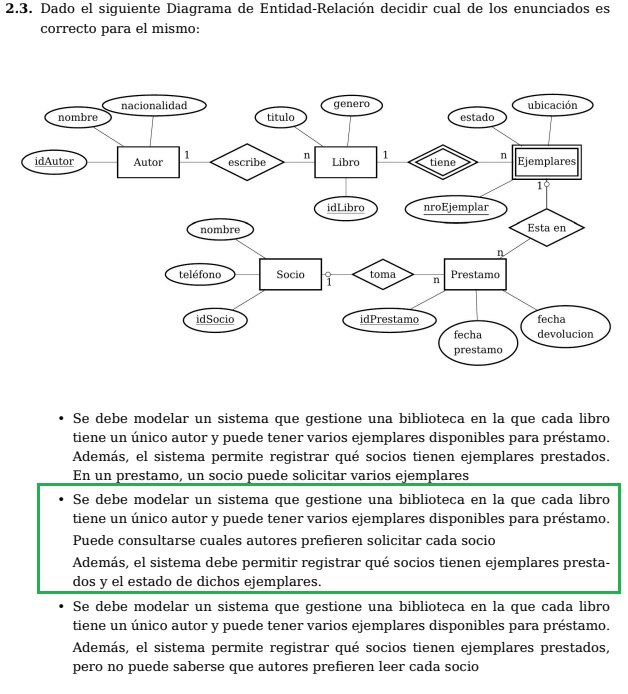 2.3. Dado el siguiente Diagrama de Entidad-Relación decidir cual de los enunciados es
correcto para el mismo:
nombre
nacionalidad
idAutor
Autor
1
escribe
n
titulo
genero
Libro
idLibro
1
tiene
n
estado
ubicación
Ejemplares
nroEjemplar
1
Esta en
n
nombre
teléfono
idSocio
Socio
1
toma
n
Prestamo
idPrestamo
fecha
prestamo
fecha
devolucion
• Se debe modelar un sistema que gestione una biblioteca en la que cada libro
tiene un único autor y puede tener varios ejemplares disponibles para préstamo.
Además, el sistema permite registrar qué socios tienen ejemplares prestados.
En un prestamo, un socio puede solicitar varios ejemplares
• Se debe modelar un sistema que gestione una biblioteca en la que cada libro
tiene un único autor y puede tener varios ejemplares disponibles para préstamo.
Puede consultarse cuales autores prefieren solicitar cada socio
Además, el sistema debe permitir registrar qué socios tienen ejemplares presta-
dos y el estado de dichos ejemplares.
• Se debe modelar un sistema que gestione una biblioteca en la que cada libro
tiene un único autor y puede tener varios ejemplares disponibles para préstamo.
Además, el sistema permite registrar qué socios tienen ejemplares prestados,
pero no puede saberse que autores prefieren leer cada socio